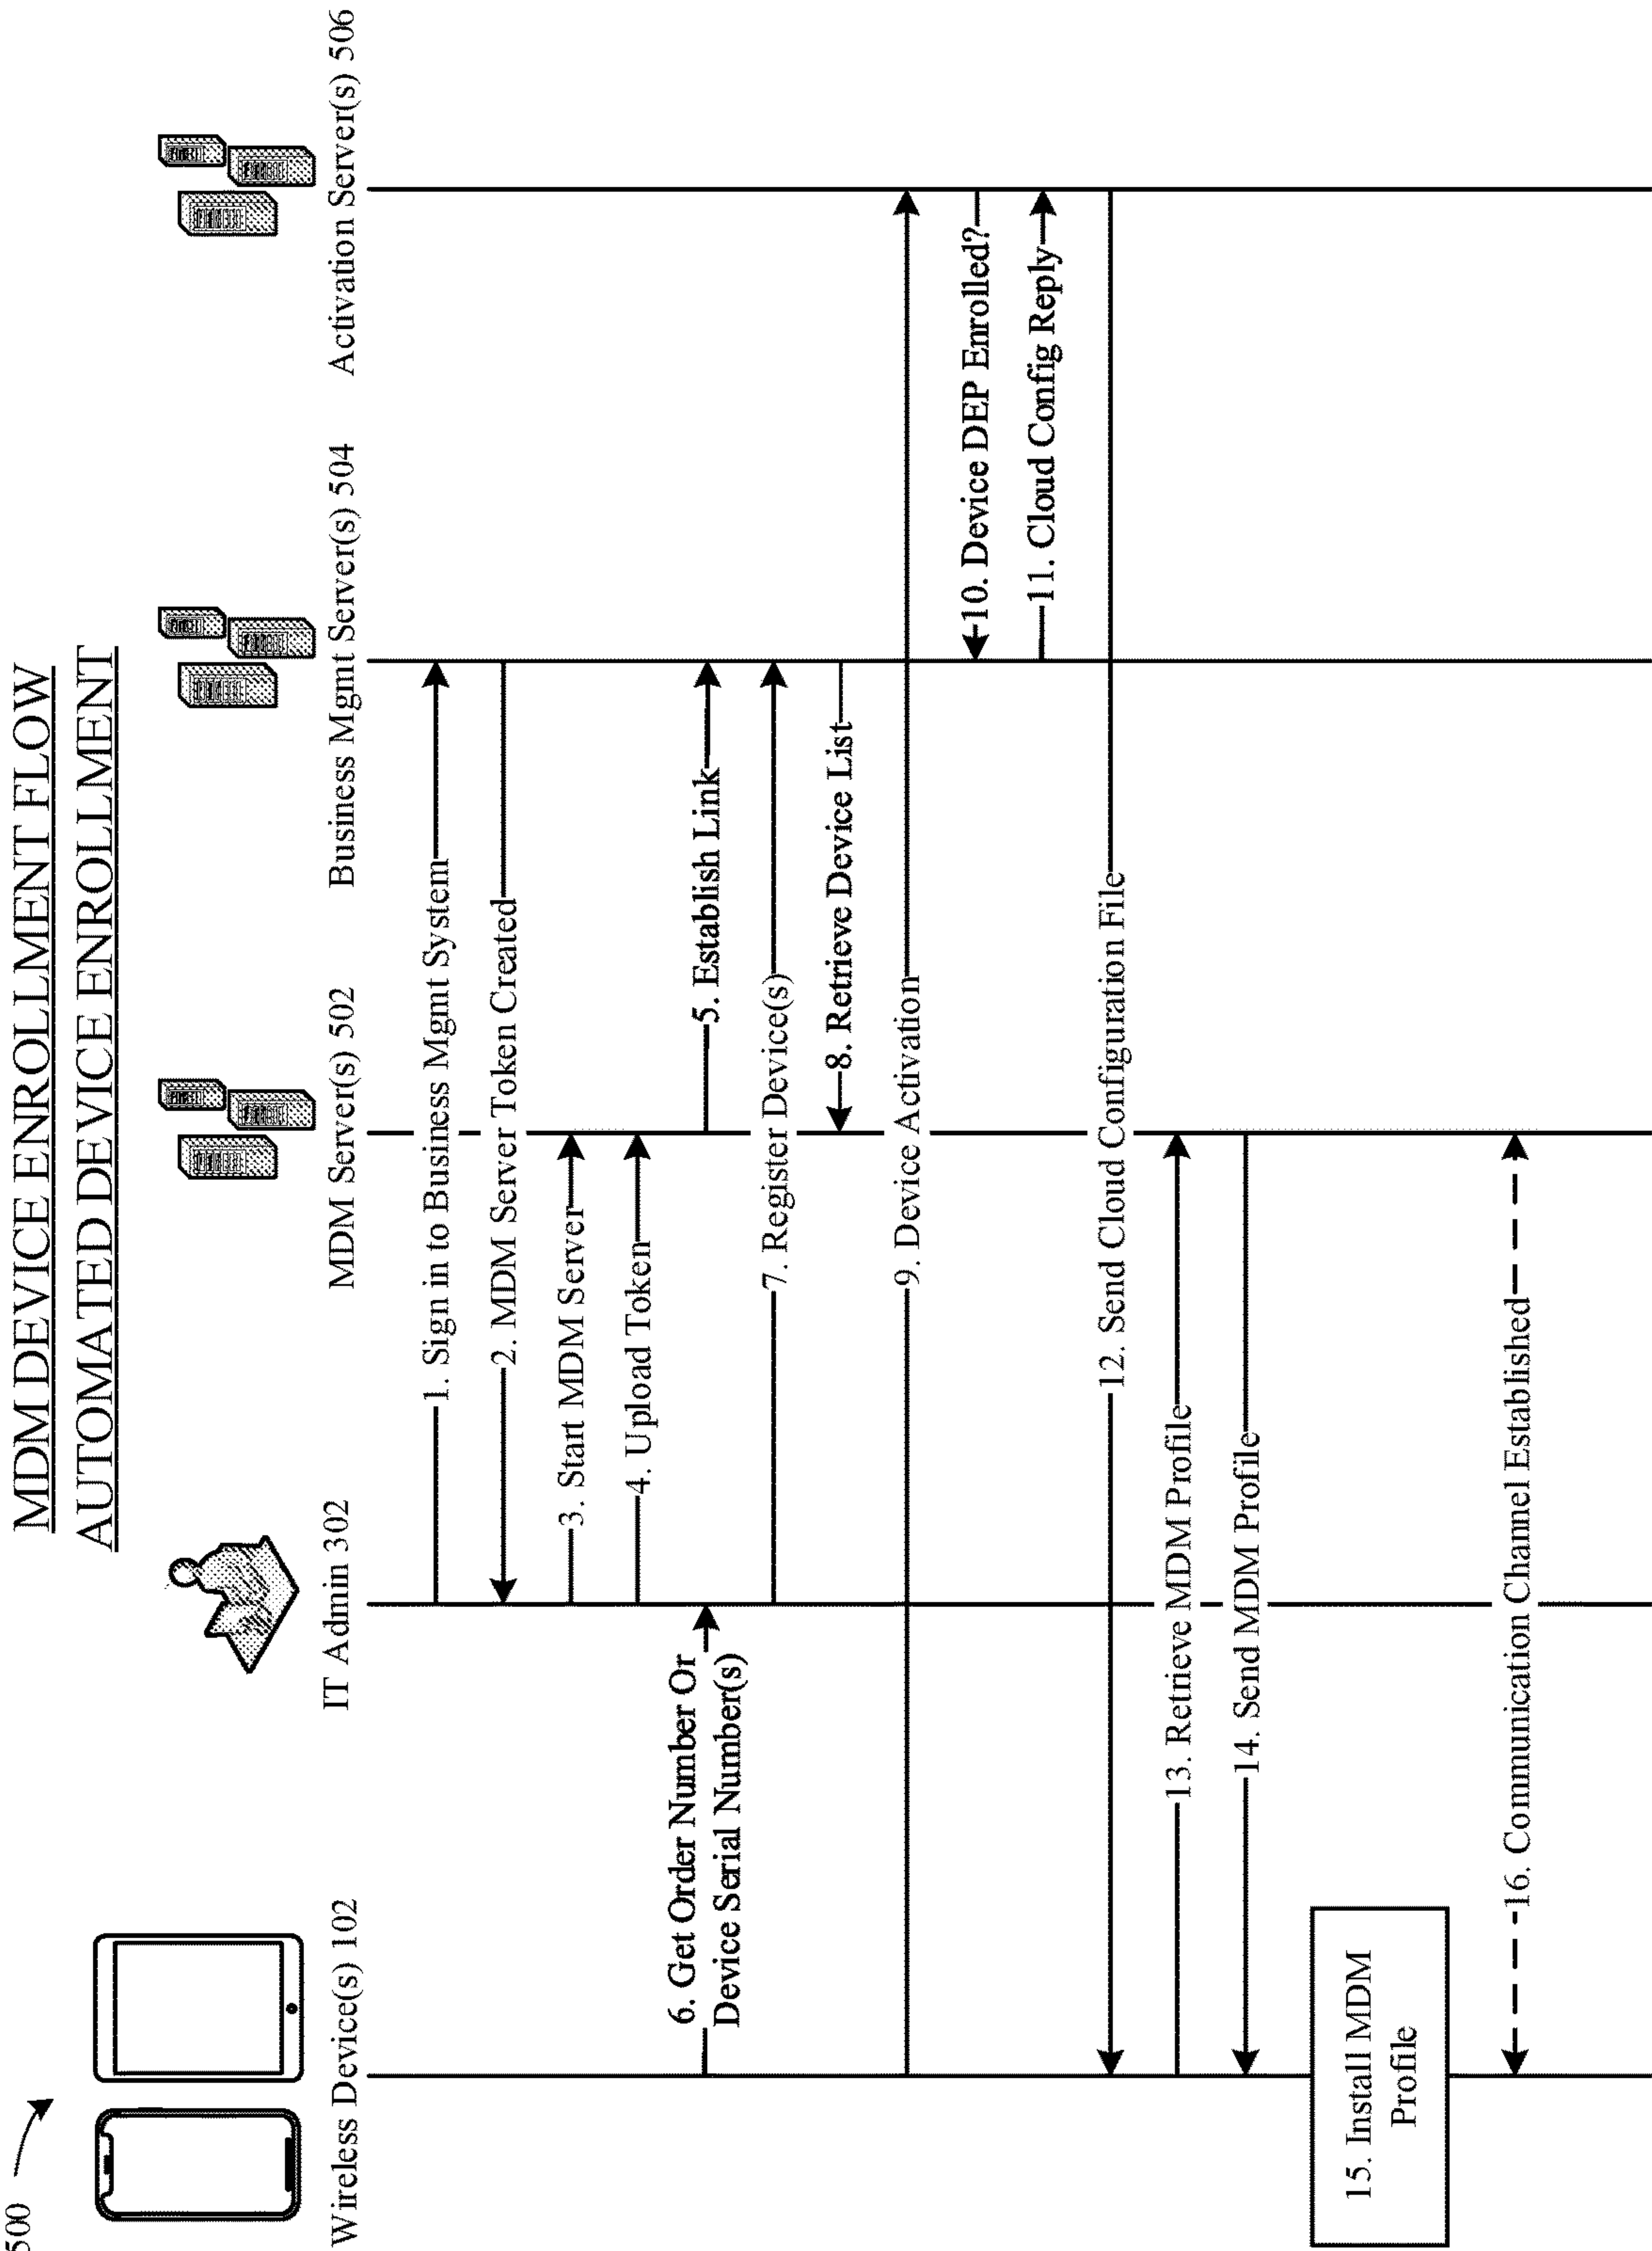 500
MDM DEVICE ENROLLMENT FLOW
AUTOMATED DEVICE ENROLLMENT
Wireless Device(s) 102
IT Admin 302
MDM Server(s) 502
Business Mgmt Server(s) 504
Activation Server(s) 506
1. Sign in to Business Mgmt System
2. MDM Server Token Created
3. Start MDM Server
4. Upload Token
5. Establish Link
6. Get Order Number Or
Device Serial Number(s)
7. Register Device(s)
8. Retrieve Device List
9. Device Activation
10. Device DEP Enrolled?
11. Cloud Config Reply
12. Send Cloud Configuration File
13. Retrieve MDM Profile
14. Send MDM Profile
15. Install MDM
Profile
16. Communication Channel Established